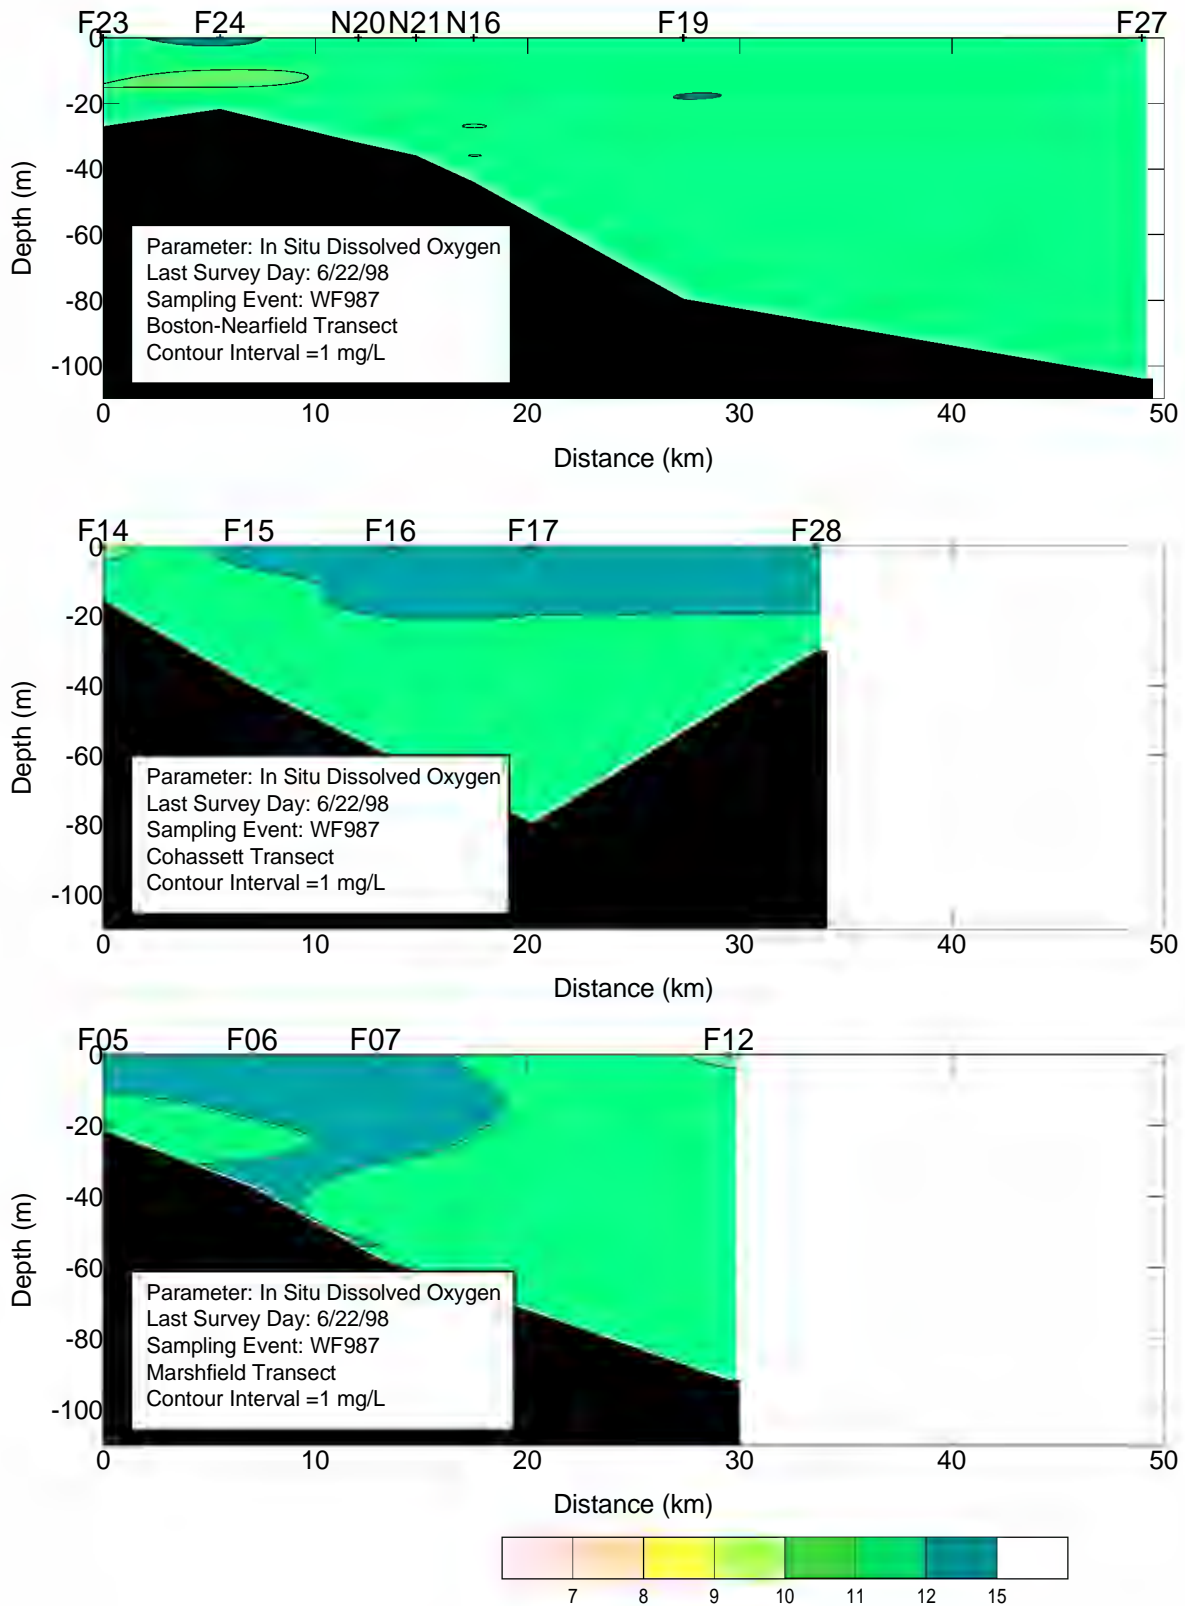 F23 F24 N20 N21 N16 F19 F27
0
-20
-40
-60
-80
-100
Depth (m)
Parameter: In Situ Dissolved Oxygen
Last Survey Day: 6/22/98
Sampling Event: WF987
Boston-Nearfield Transect
Contour Interval =1 mg/L
0 10 20 30 40 50
Distance (km)
F14 F15 F16 F17 F28
0
-20
-40
-60
-80
-100
Depth (m)
Parameter: In Situ Dissolved Oxygen
Last Survey Day: 6/22/98
Sampling Event: WF987
Cohassett Transect
Contour Interval =1 mg/L
0 10 20 30 40 50
Distance (km)
F05 F06 F07 F12
0
-20
-40
-60
-80
-100
Depth (m)
Parameter: In Situ Dissolved Oxygen
Last Survey Day: 6/22/98
Sampling Event: WF987
Marshfield Transect
Contour Interval =1 mg/L
0 10 20 30 40 50
Distance (km)
7 8 9 10 11 12 15